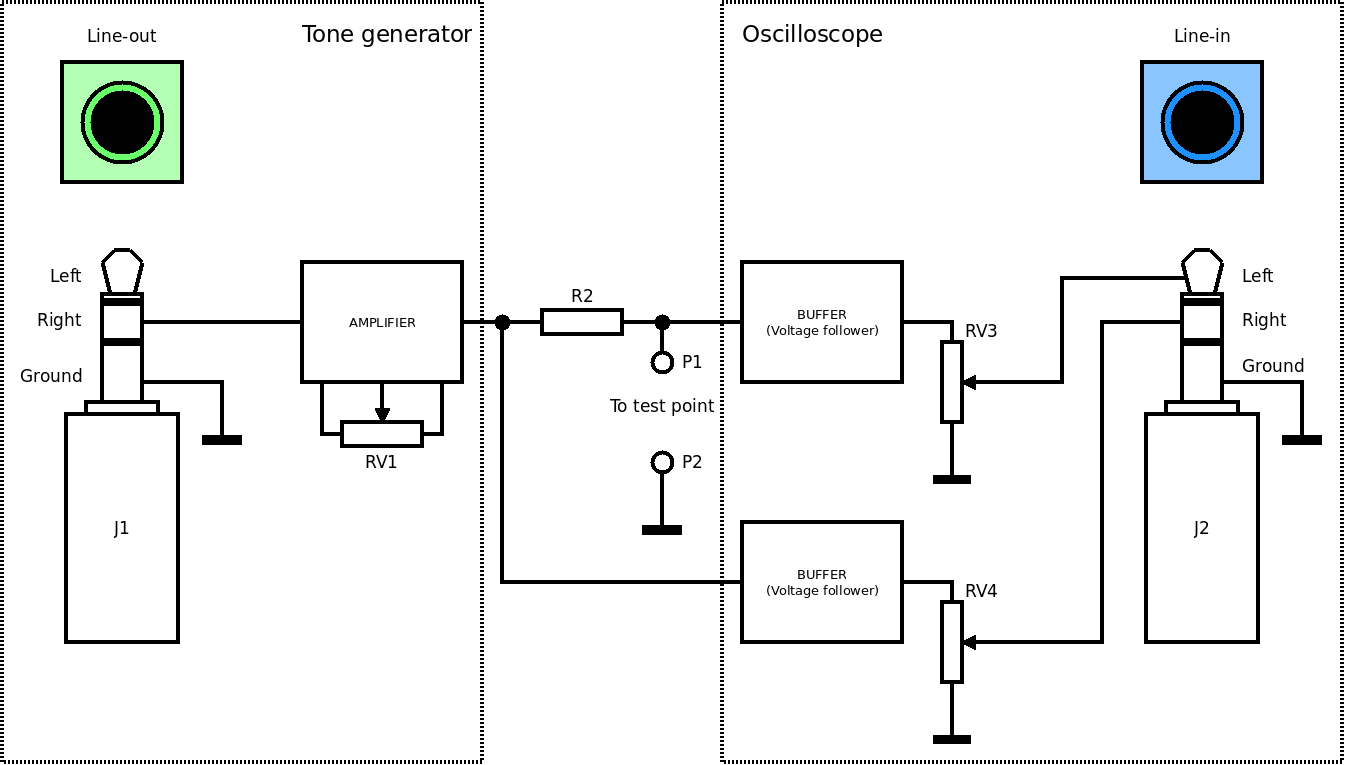 Tone generator
Oscilloscope
Line-out
Line-in
Left
Right
Ground
J1
AMPLIFIER
RV1
R2
P1
To test point
P2
BUFFER
(Voltage follower)
RV3
BUFFER
(Voltage follower)
RV4
Left
Right
Ground
J2